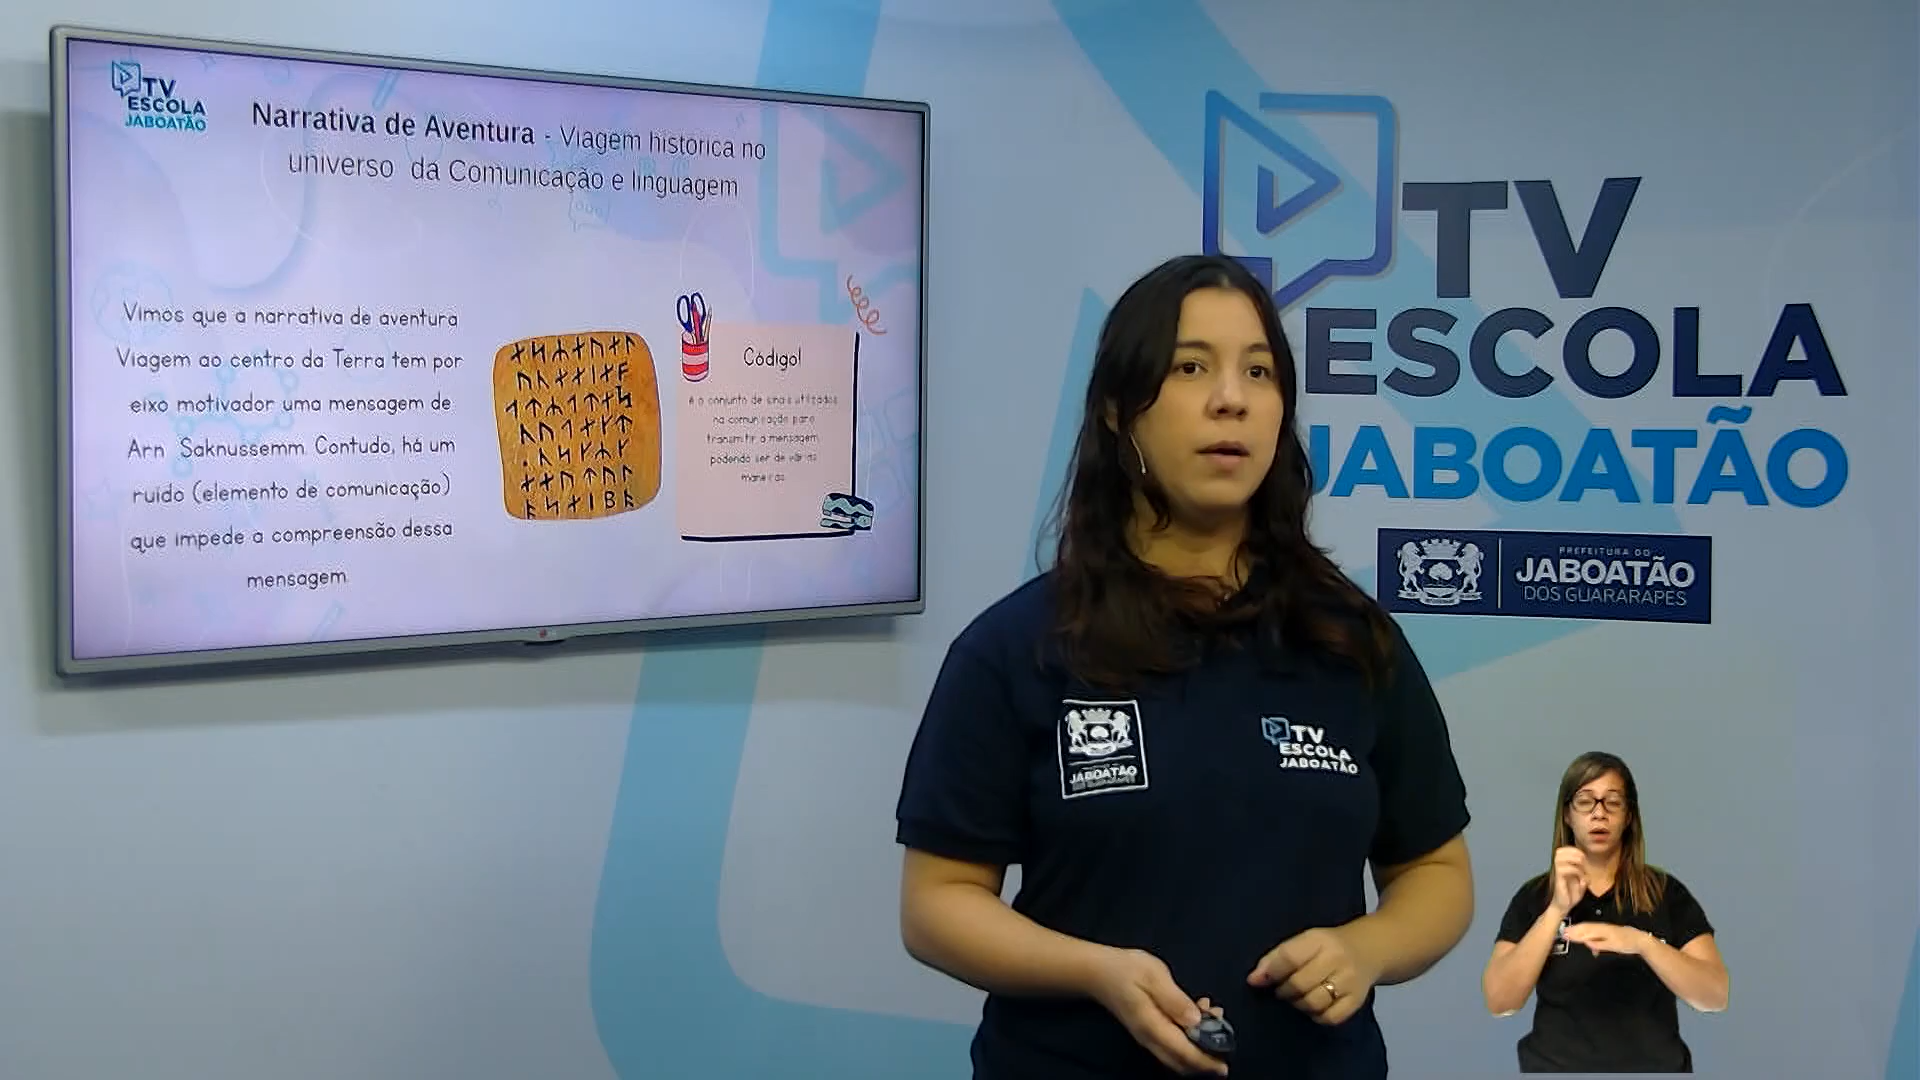 TV
ESCOLA
JABOATÃO
Narrativa de Aventura - Viagem histórica no
universo da Comunicação e linguagem
Vimos que a narrativa de aventura
Viagem ao centro da Terra tem por
eixo motivador uma mensagem de
Arn Saknussemm. Contudo, há um
ruído (elemento de comunicação)
que impede a compreensão dessa
mensagem.
Código!
é o conjunto de sinais utilizados
na comunicação para
transmitir a mensagem,
podendo ser de várias
maneiras.
TV
ESCOLA
JABOATÃO
PREFEITURA DO
JABOATÃO
DOS GUARARAPES
JABOATÃO
DOS GUARARAPES
TV
ESCOLA
JABOATÃO